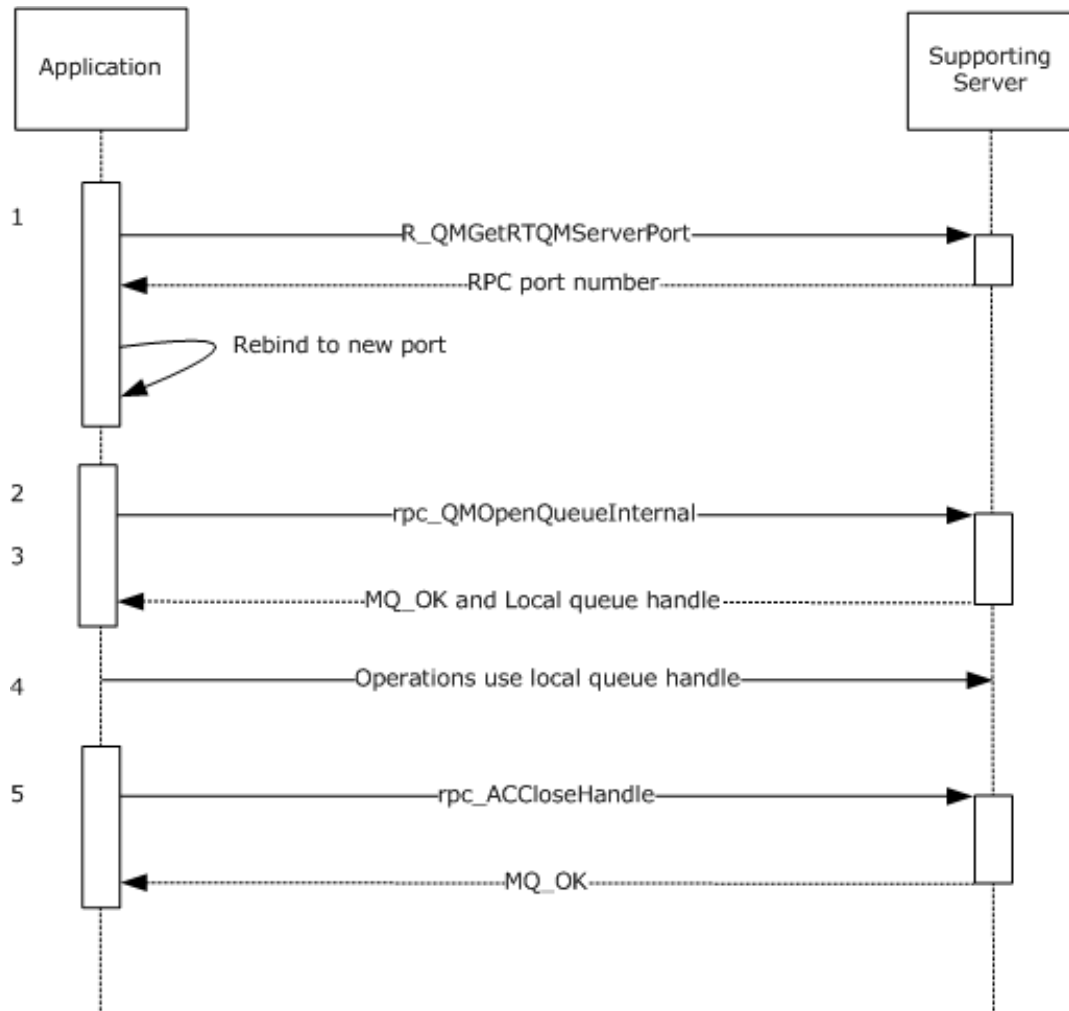 Application
Supporting
Server
1
R_QMGetRTQMServerPort
RPC port number
Rebind to new port
2
rpc_QMOpenQueueInternal
3
MQ_OK and Local queue handle
4
Operations use local queue handle
5
rpc_ACCloseHandle
MQ_OK